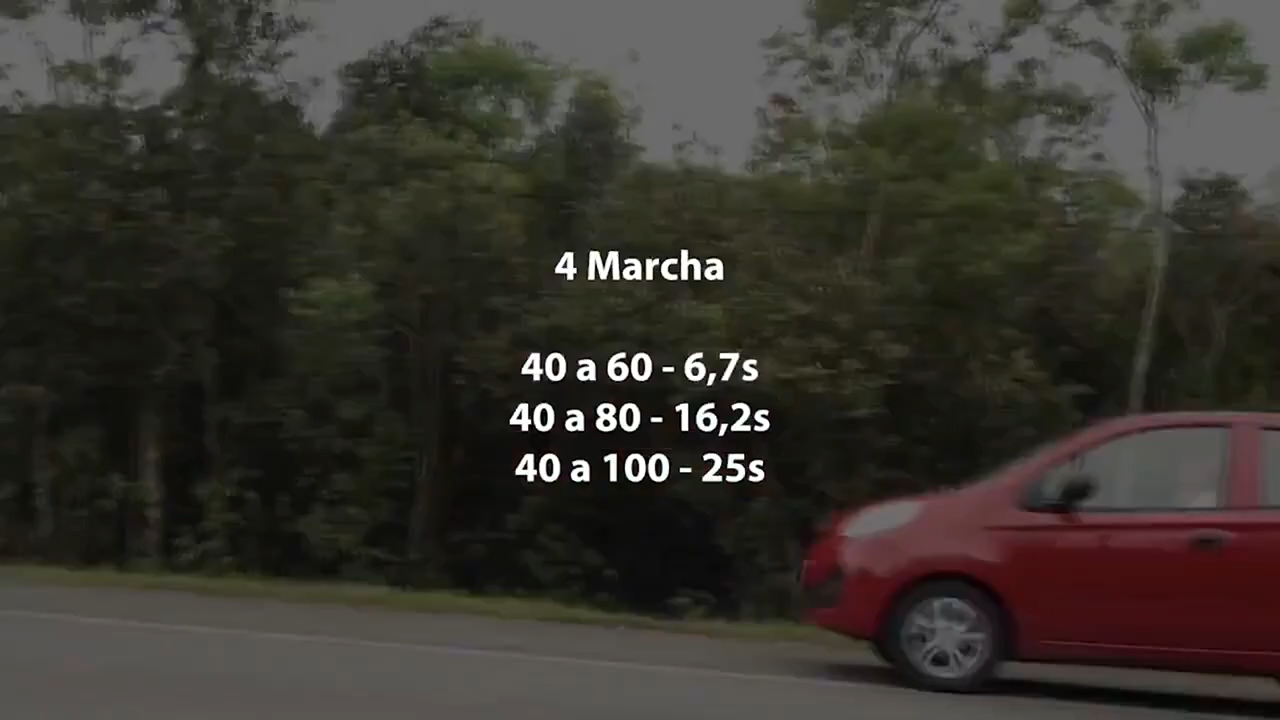 4 Marcha
40 a 60 - 6,7s
40 a 80 - 16,2s
40 a 100 - 25s